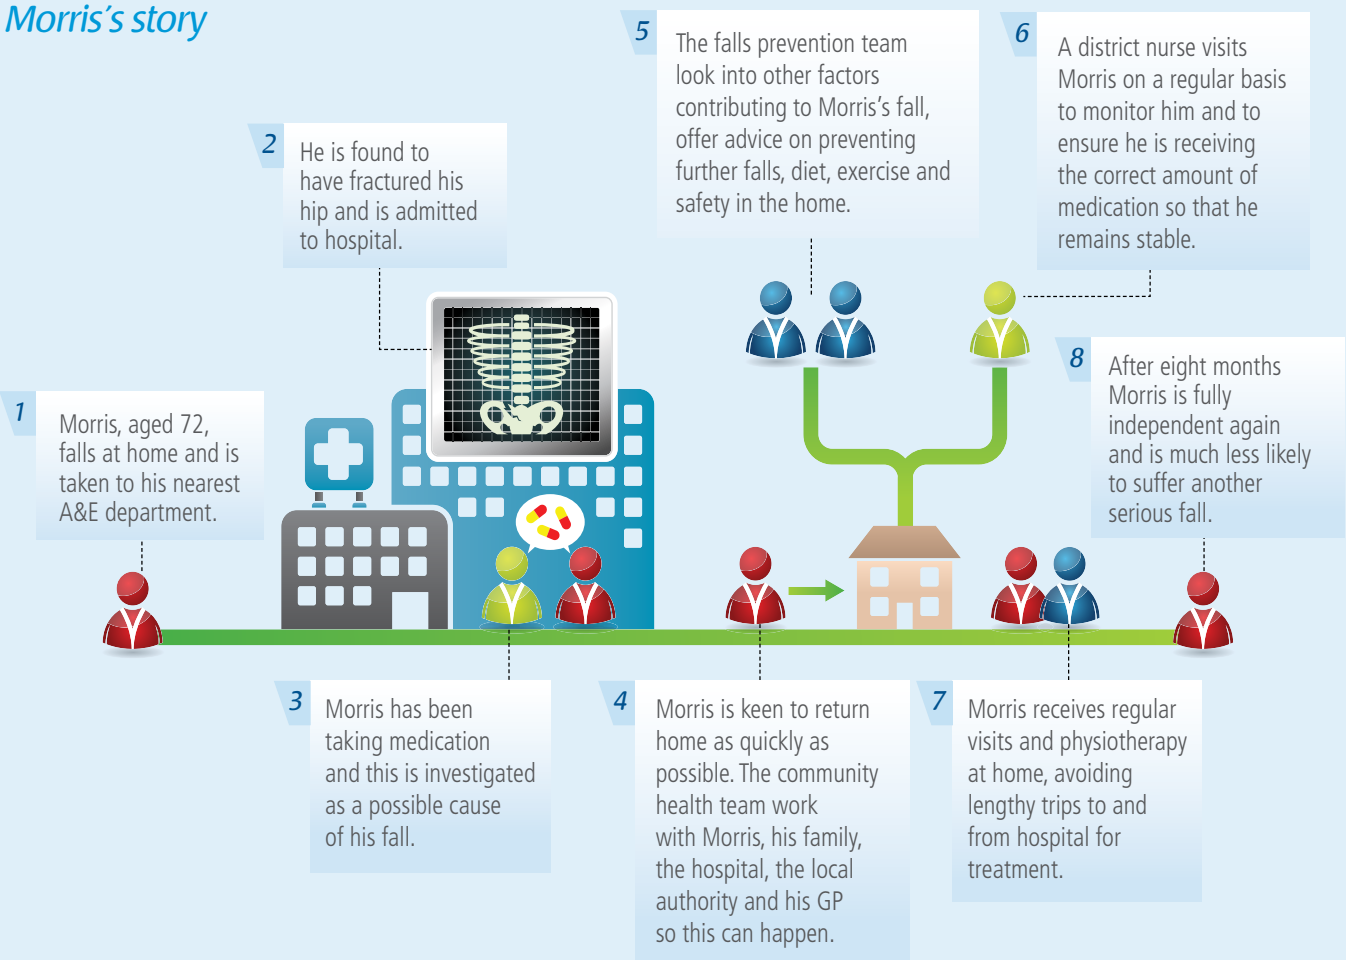 Morris's story
1
Morris, aged 72,
falls at home and is
taken to his nearest
A&E department.
2
He is found to
have fractured his
hip and is admitted
to hospital.
3
Morris has been
taking medication
and this is investigated
as a possible cause
of his fall.
4
Morris is keen to return
home as quickly as
possible. The community
health team work
with Morris, his family,
the hospital, the local
authority and his GP
so this can happen.
5
The falls prevention team
look into other factors
contributing to Morris's fall,
offer advice on preventing
further falls, diet, exercise and
safety in the home.
6
A district nurse visits
Morris on a regular basis
to monitor him and to
ensure he is receiving
the correct amount of
medication so that he
remains stable.
7
Morris receives regular
visits and physiotherapy
at home, avoiding
lengthy trips to and
from hospital for
treatment.
8
After eight months
Morris is fully
independent again
and is much less likely
to suffer another
serious fall.